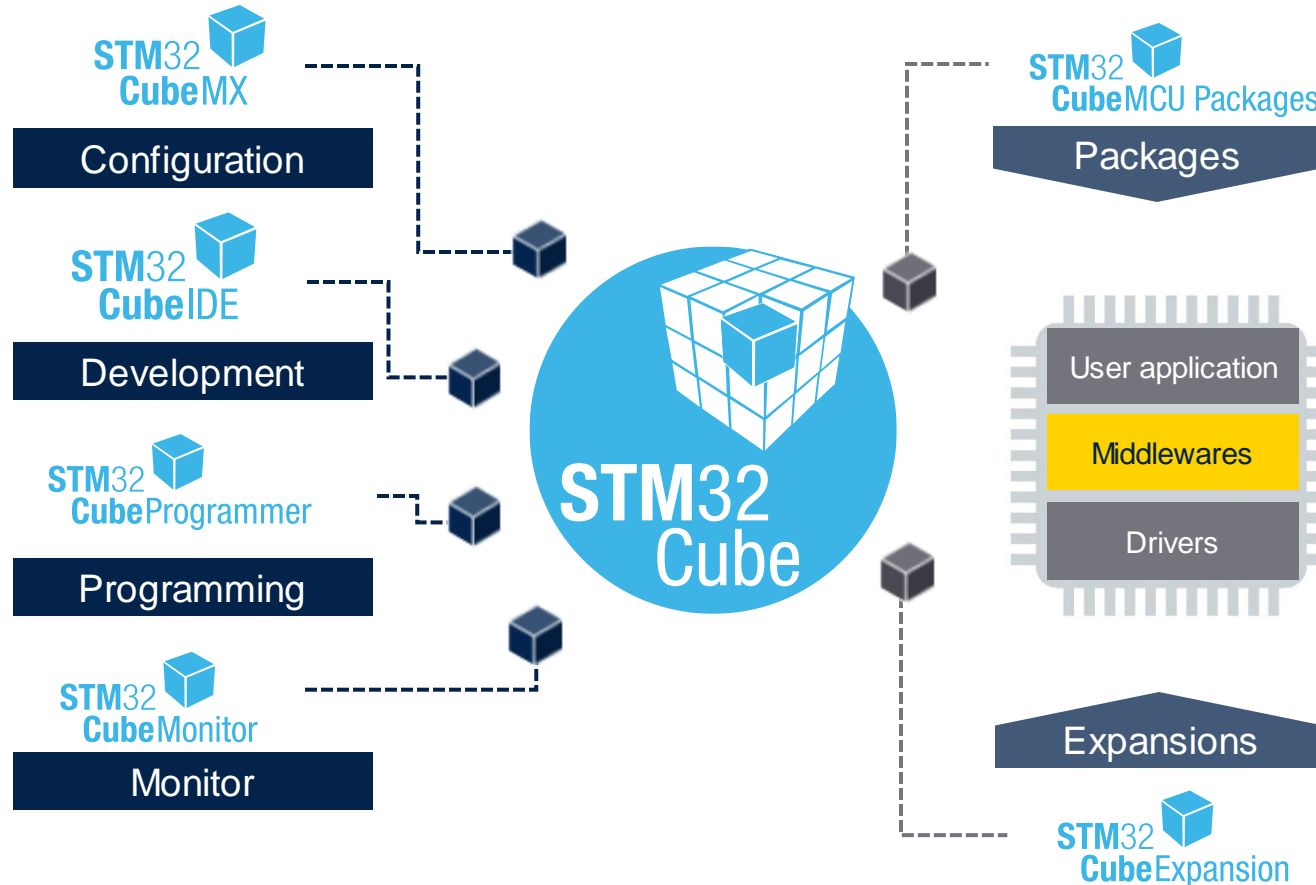 STM32
CubeMX
Configuration
STM32
CubeIDE
Development
STM32
CubeProgrammer
Programming
STM32
CubeMonitor
Monitor
STM32
Cube
STM32
CubeMCU Packages
Packages
User application
Middlewares
Drivers
Expansions
STM32
CubeExpansion